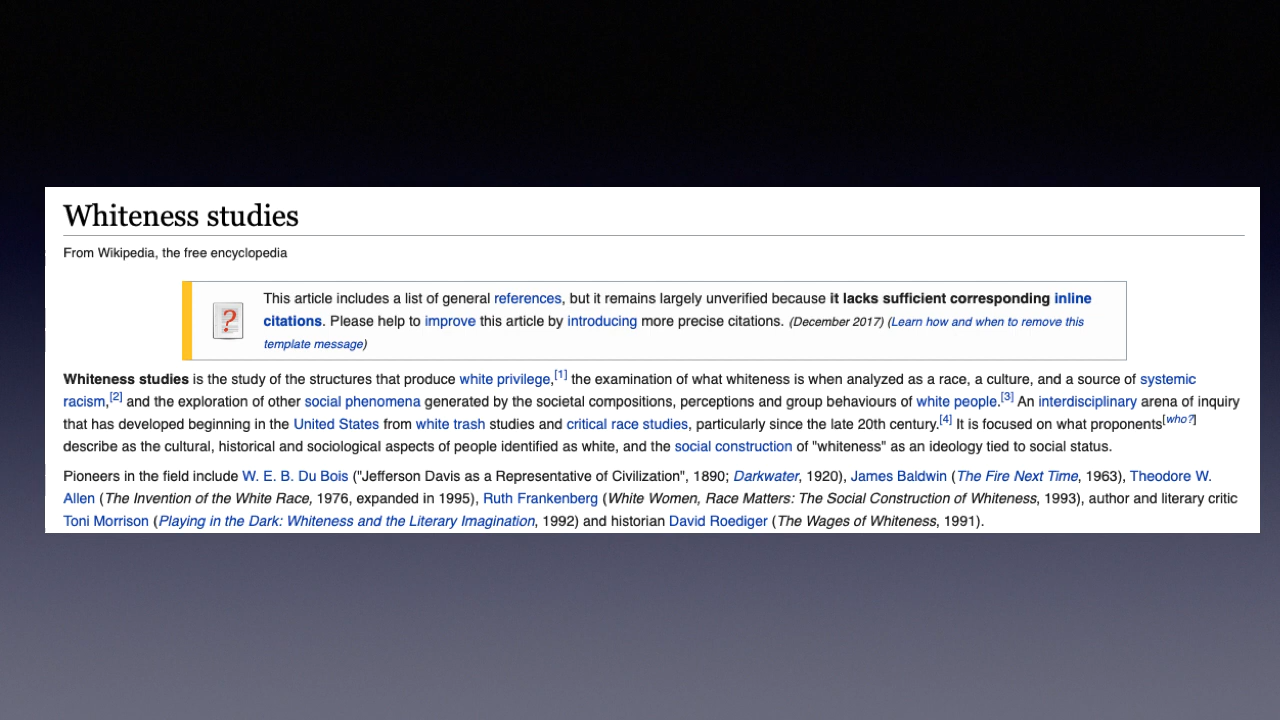 Whiteness studies
From Wikipedia, the free encyclopedia
This article includes a list of general references, but it remains largely unverified because it lacks sufficient corresponding inline
citations. Please help to improve this article by introducing more precise citations. (December 2017) (Learn how and when to remove this
template message)
Whiteness studies is the study of the structures that produce white privilege,[1] the examination of what whiteness is when analyzed as a race, a culture, and a source of systemic
racism,[2] and the exploration of other social phenomena generated by the societal compositions, perceptions and group behaviours of white people.[3] An interdisciplinary arena of inquiry
that has developed beginning in the United States from white trash studies and critical race studies, particularly since the late 20th century.[4] It is focused on what proponents[who?]
describe as the cultural, historical and sociological aspects of people identified as white, and the social construction of "whiteness" as an ideology tied to social status.
Pioneers in the field include W. E. B. Du Bois ("Jefferson Davis as a Representative of Civilization", 1890; Darkwater, 1920), James Baldwin (The Fire Next Time, 1963), Theodore W.
Allen (The Invention of the White Race, 1976, expanded in 1995), Ruth Frankenberg (White Women, Race Matters: The Social Construction of Whiteness, 1993), author and literary critic
Toni Morrison (Playing in the Dark: Whiteness and the Literary Imagination, 1992) and historian David Roediger (The Wages of Whiteness, 1991).